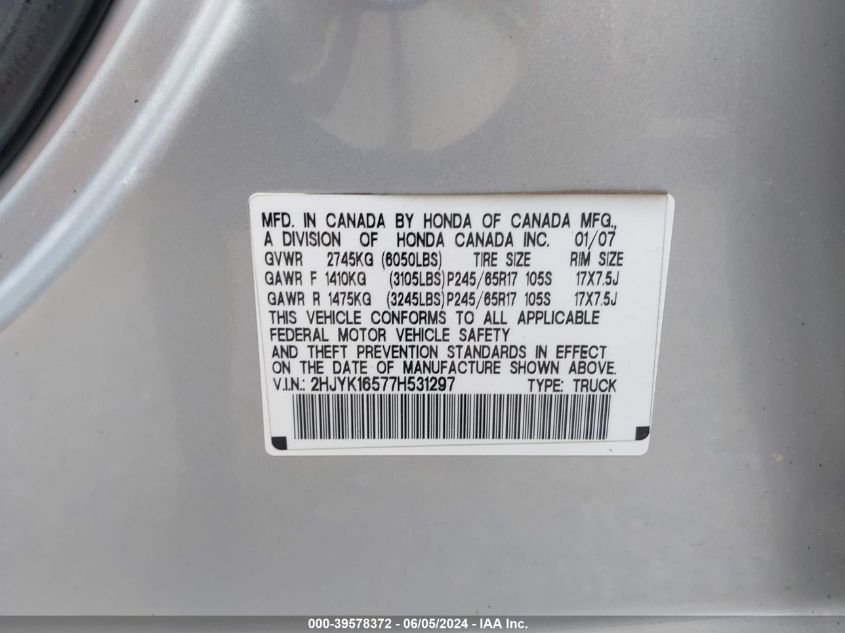 MFD. IN CANADA BY HONDA OF CANADA MFG.,
A DIVISION OF HONDA CANADA INC. 01/07
GVWR 2745KG (6050LBS) TIRE SIZE RIM SIZE
GAWR F 1410KG (3105LBS) P245/65R17 105S 17X7.5J
GAWR R 1475KG (3245LBS) P245/65R17 105S 17X7.5J
THIS VEHICLE CONFORMS TO ALL APPLICABLE
FEDERAL MOTOR VEHICLE SAFETY
AND THEFT PREVENTION STANDARDS IN EFFECT
ON THE DATE OF MANUFACTURE SHOWN ABOVE.
V.I.N.: 2HJYK16577H531297 TYPE: TRUCK
000-39578372 - 06/05/2024 - IAA Inc.